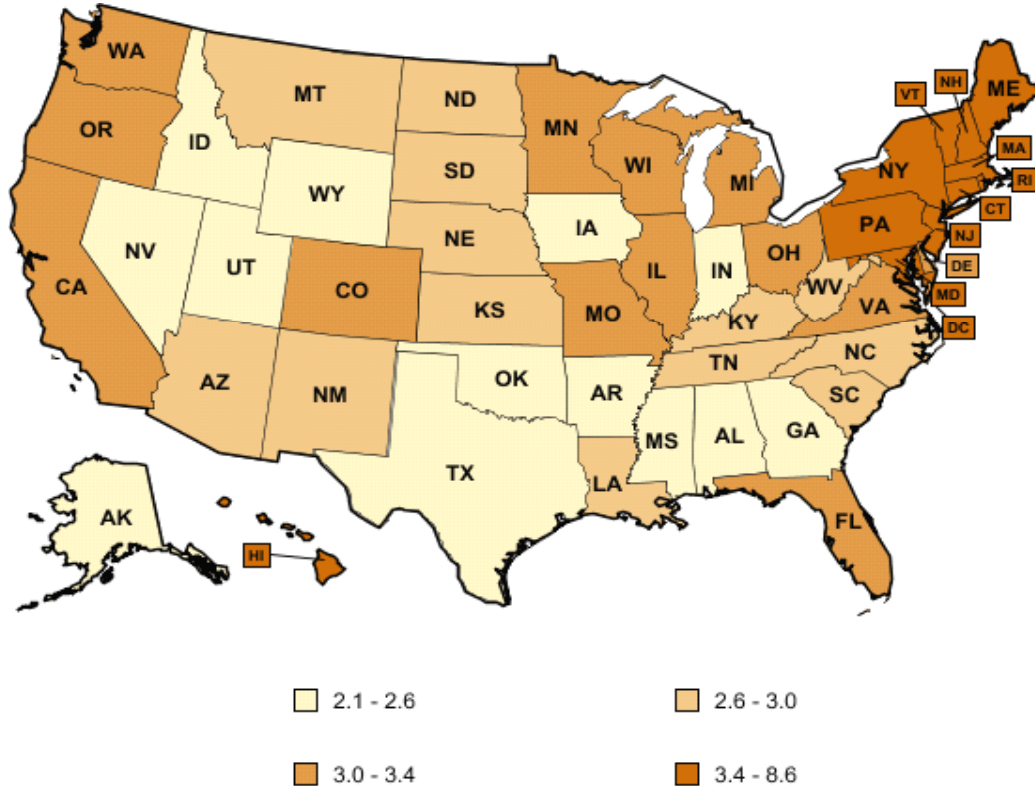 WA
MT
ND
MN
NH
ME
VT
OR
ID
SD
WI
MI
NY
MA
RI
CT
WY
NE
IA
PA
NJ
NV
UT
CO
KS
IL
IN
OH
WV
VA
DE
MD
DC
CA
MO
KY
AZ
NM
OK
AR
TN
NC
SC
TX
LA
MS
AL
GA
FL
AK
HI
2.1 - 2.6
2.6 - 3.0
3.0 - 3.4
3.4 - 8.6